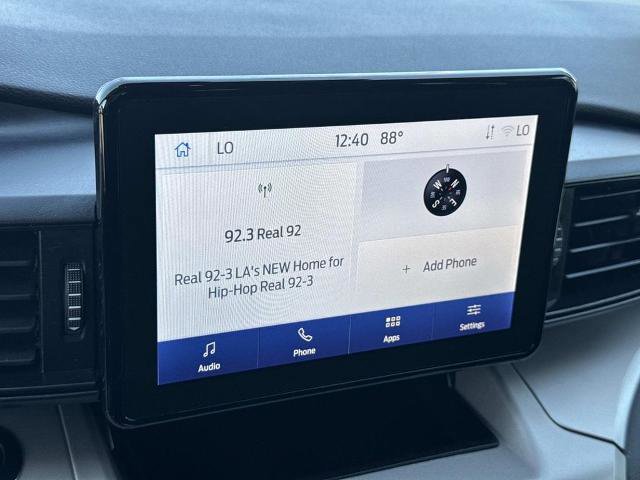 LO 12:40 88° LO
92.3 Real 92
Real 92-3 LA's NEW Home for
Hip-Hop Real 92-3
+ Add Phone
Audio Phone Apps Settings